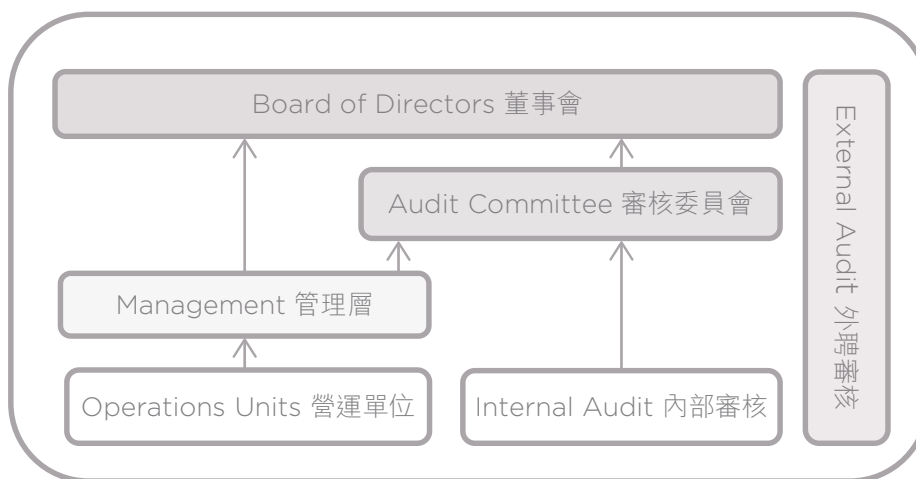 Board of Directors 董事會
Audit Committee 審核委員會
Management 管理層
Operations Units 營運單位
Internal Audit 內部審核
External Audit 外聘審核